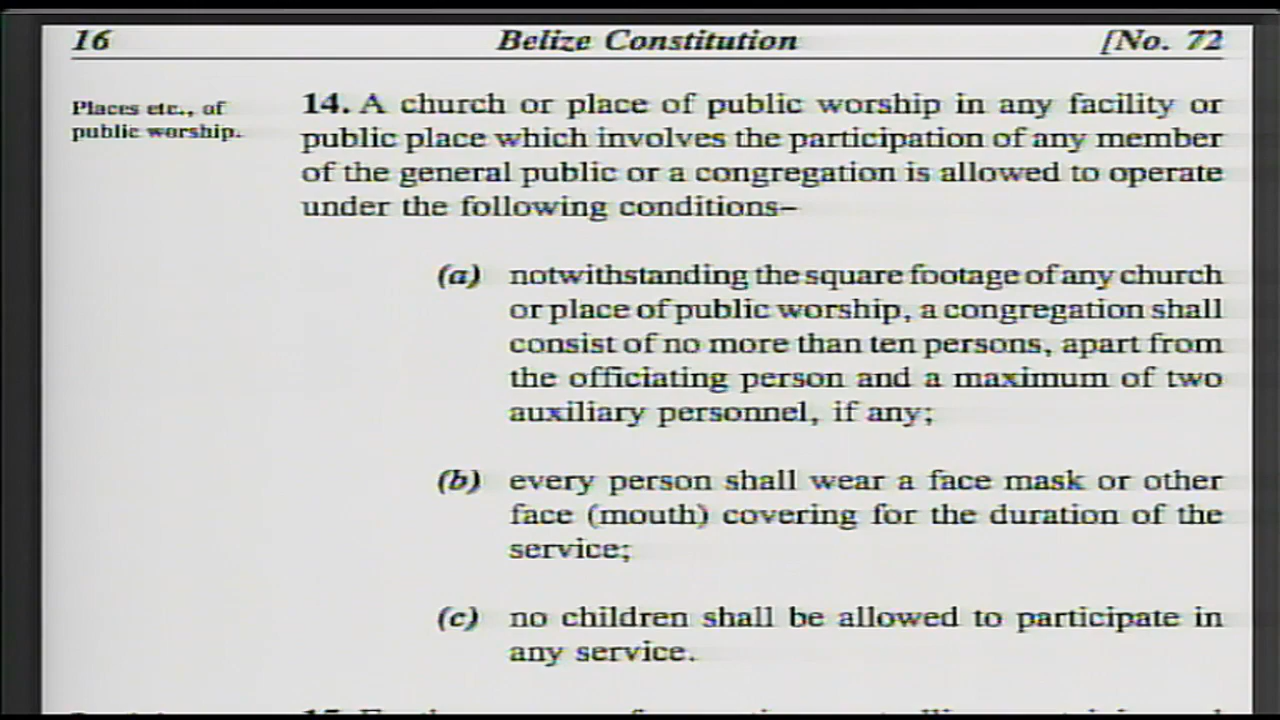 16 Belize Constitution [No. 72
Places etc., of
public worship.
14. A church or place of public worship in any facility or
public place which involves the participation of any member
of the general public or a congregation is allowed to operate
under the following conditions–
(a) notwithstanding the square footage of any church
or place of public worship, a congregation shall
consist of no more than ten persons, apart from
the officiating person and a maximum of two
auxiliary personnel, if any;
(b) every person shall wear a face mask or other
face (mouth) covering for the duration of the
service;
(c) no children shall be allowed to participate in
any service.